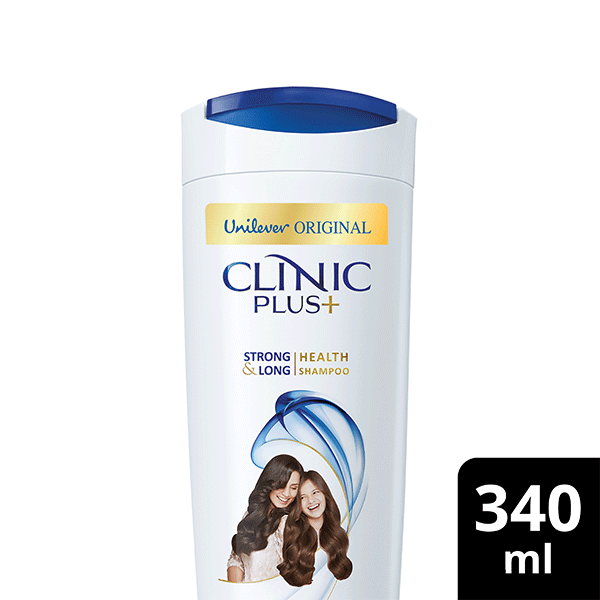 Unilever ORIGINAL
CLINIC
PLUS+
STRONG
& LONG
HEALTH
SHAMPOO
340
ml